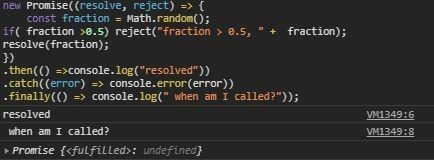 new Promise((resolve, reject) => {
const fraction = Math.random();
if( fraction >0.5) reject("fraction > 0.5, " + fraction);
resolve(fraction);
})
.then(() =>console.log("resolved"))
.catch((error) => console.error(error))
.finally(() => console.log(" when am I called?"));
resolved VM1349:6
when am I called? VM1349:8
▸ Promise {<fulfilled>: undefined}